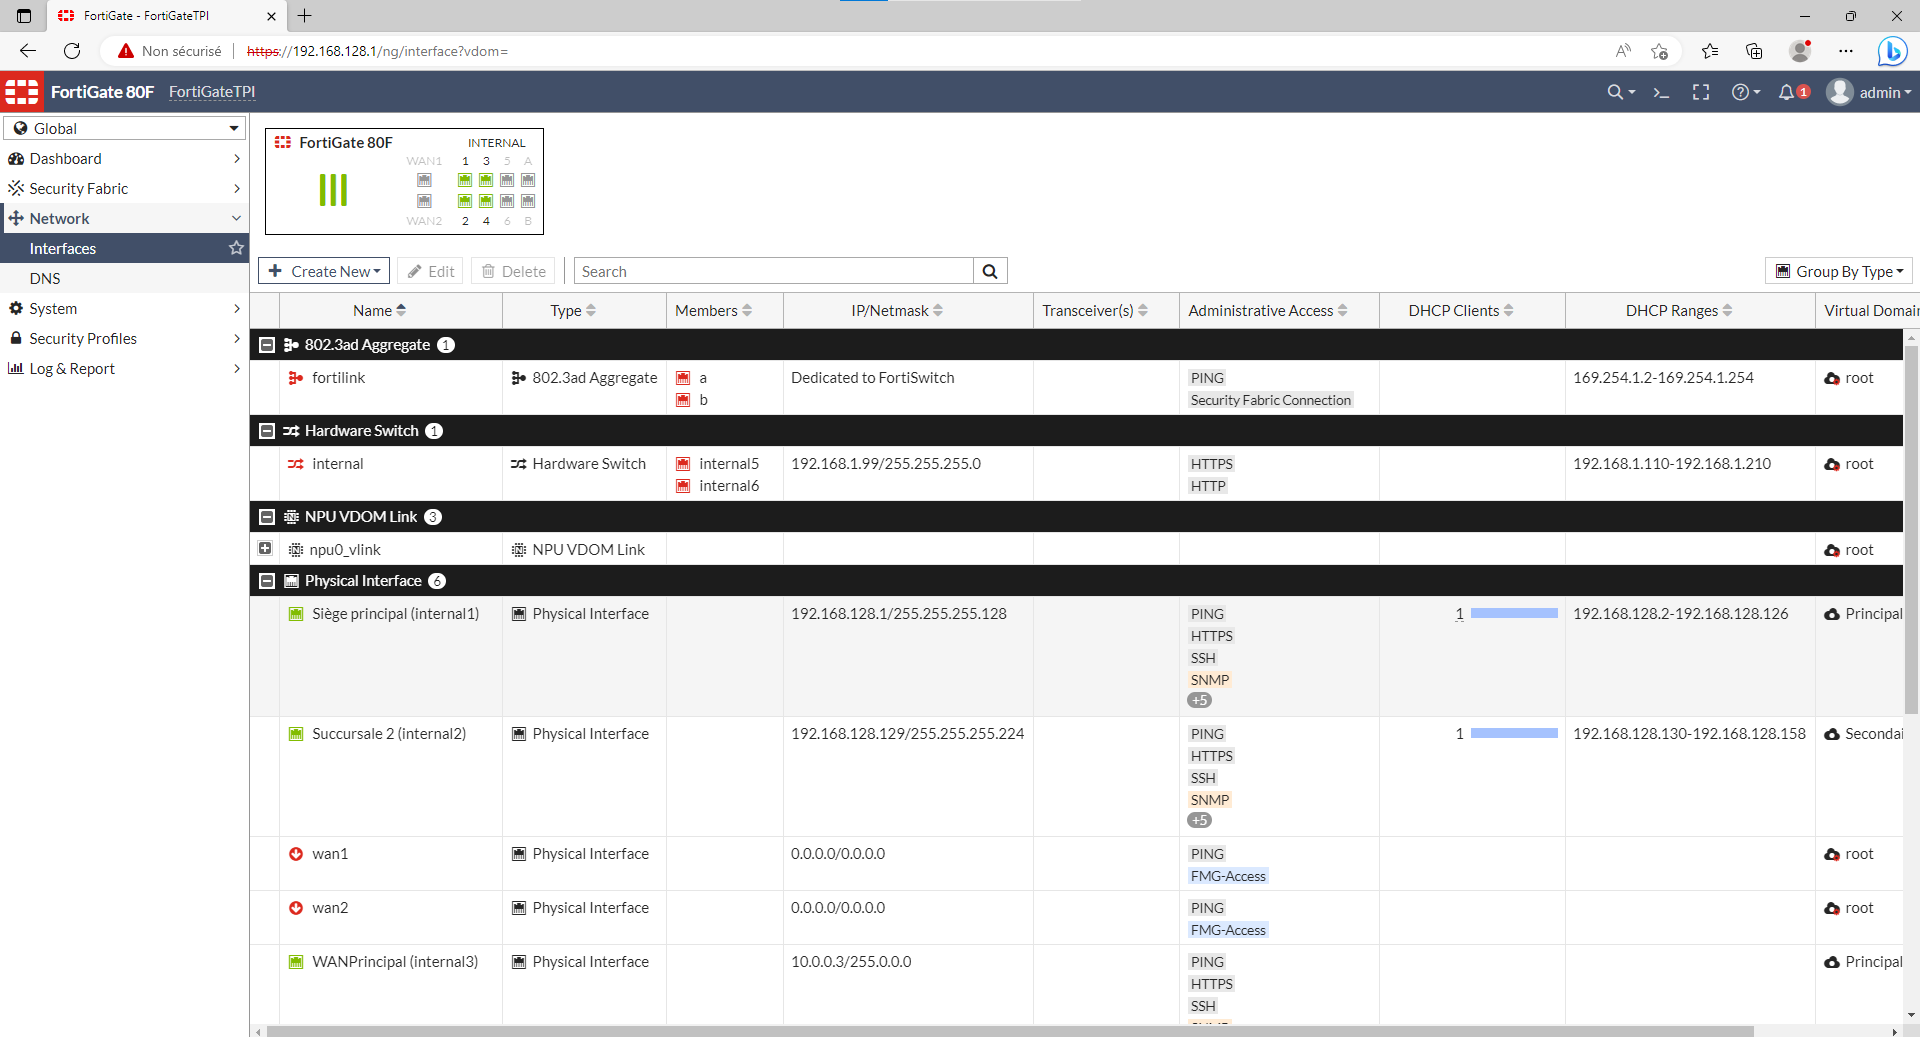 FortiGate - FortiGateTPI
Non sécurisé
https://192.168.128.1/ng/interface?vdom=
FortiGate 80F
FortiGateTPI
1
admin
Global
Dashboard
Security Fabric
Network
Interfaces
DNS
System
Security Profiles
Log & Report
FortiGate 80F
INTERNAL
WAN1 1 3 5 A
WAN2 2 4 6 B
Create New
Edit
Delete
Search
Group By Type
Name Type Members IP/Netmask Transceiver(s) Administrative Access DHCP Clients DHCP Ranges Virtual Domain
802.3ad Aggregate 1
fortilink 802.3ad Aggregate a Dedicated to FortiSwitch PING 169.254.1.2-169.254.1.254 root
b Security Fabric Connection
Hardware Switch 1
internal Hardware Switch internal5 192.168.1.99/255.255.255.0 HTTPS 192.168.1.110-192.168.1.210 root
internal6 HTTP
NPU VDOM Link 3
npu0_vlink NPU VDOM Link root
Physical Interface 6
Siège principal (internal1) Physical Interface 192.168.128.1/255.255.255.128 PING 1 192.168.128.2-192.168.128.126 Principal
HTTPS
SSH
SNMP
+5
Succursale 2 (internal2) Physical Interface 192.168.128.129/255.255.255.224 PING 1 192.168.128.130-192.168.128.158 Secondai
HTTPS
SSH
SNMP
+5
wan1 Physical Interface 0.0.0.0/0.0.0.0 PING root
FMG-Access
wan2 Physical Interface 0.0.0.0/0.0.0.0 PING root
FMG-Access
WANPrincipal (internal3) Physical Interface 10.0.0.3/255.0.0.0 PING Principal
HTTPS
SSH